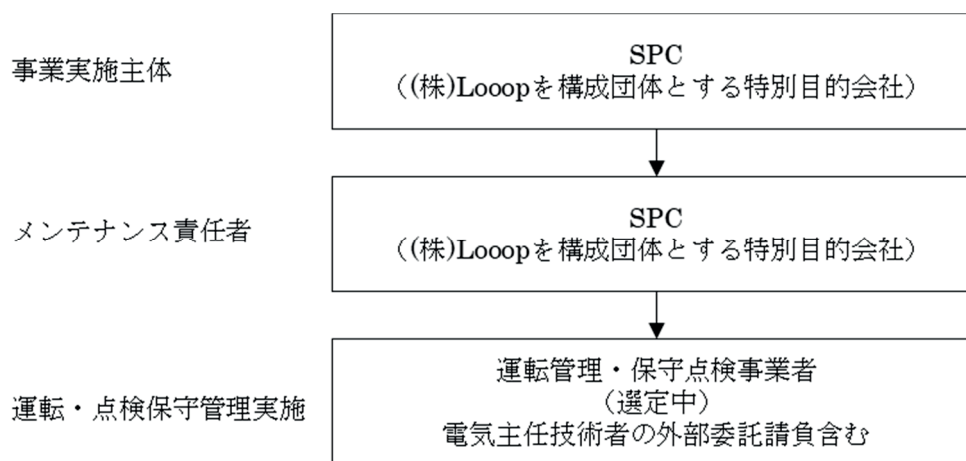 事業実施主体
SPC
（(株)Looopを構成団体とする特別目的会社）
メンテナンス責任者
SPC
（(株)Looopを構成団体とする特別目的会社）
運転・点検保守管理実施
運転管理・保守点検事業者
（選定中）
電気主任技術者の外部委託請負含む